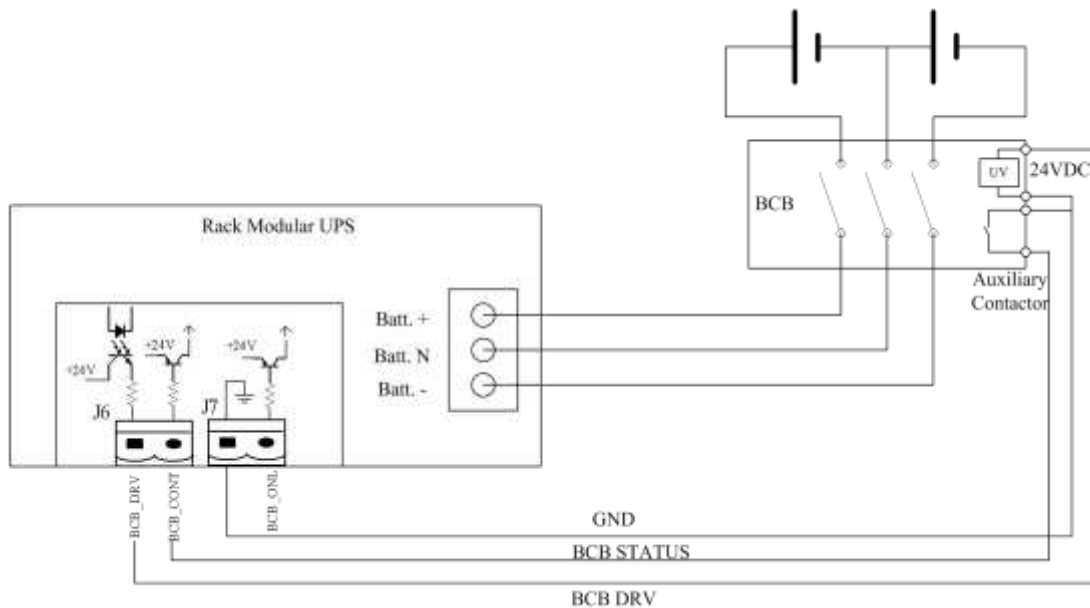 UV
24VDC
BCB
Rack Modular UPS
Auxiliary
Contactor
Batt. +
Batt. N
Batt. -
+24V
+24V
+24V
J6
J7
BCB_DRV
BCB_CONT
BCB_ONL
GND
BCB STATUS
BCB DRV